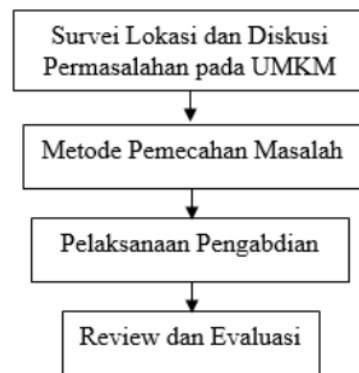 Survei Lokasi dan Diskusi
Permasalahan pada UMKM
Metode Pemecahan Masalah
Pelaksanaan Pengabdian
Review dan Evaluasi